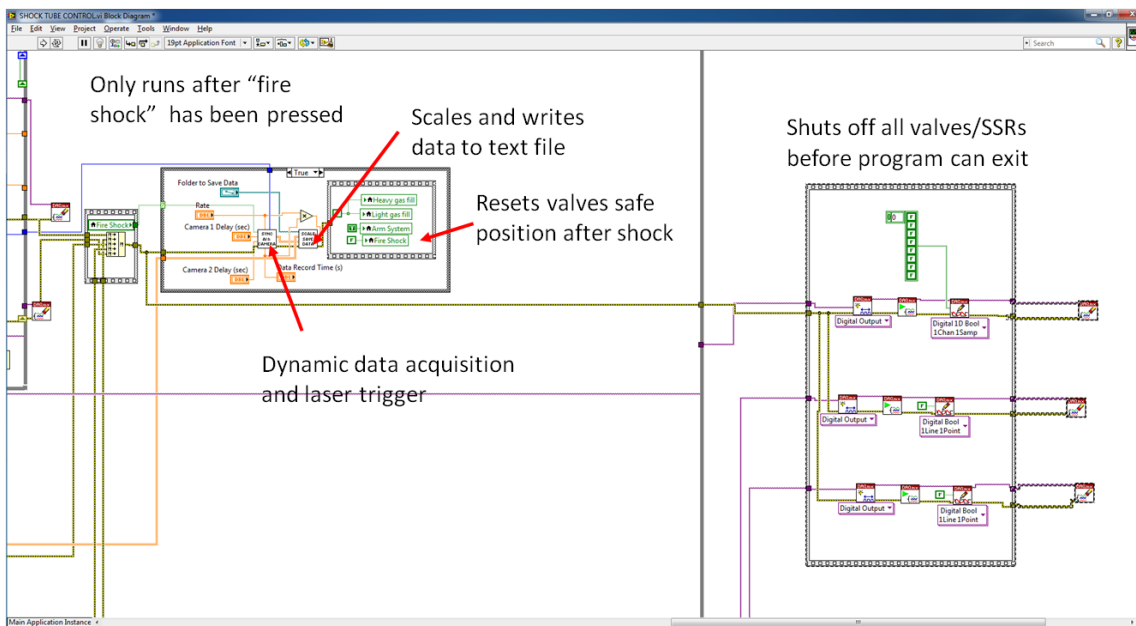 SHOCK TUBE CONTROL.vi Block Diagram *
File Edit View Project Operate Tools Window Help
19pt Application Font
Search
Only runs after “fire
shock” has been pressed
Scales and writes
data to text file
Shuts off all valves/SSRs
before program can exit
True
Folder to Save Data
Heavy gas fill
Light gas fill
Arm System
Fire Shock
Resets valves safe
position after shock
Rate
DBL
Camera 1 Delay (sec)
DBL
Fire Shock
Camera 2 Delay (sec)
DBL
Data Record Time (s)
DBL
Dynamic data acquisition
and laser trigger
Digital Output
Digital 1D Bool
1Chan 1Samp
Digital Output
Digital Bool
1Line 1Point
Digital Output
Digital Bool
1Line 1Point
Main Application Instance